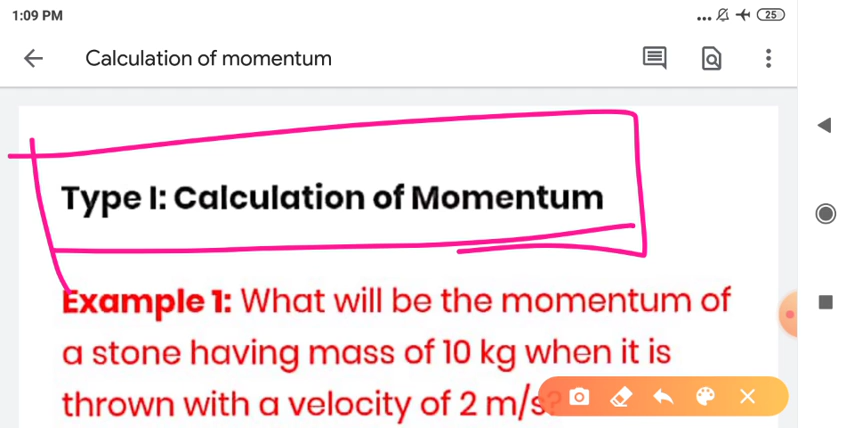 1:09 PM
25
Calculation of momentum
Type I: Calculation of Momentum
Example 1: What will be the momentum of
a stone having mass of 10 kg when it is
thrown with a velocity of 2 m/s?